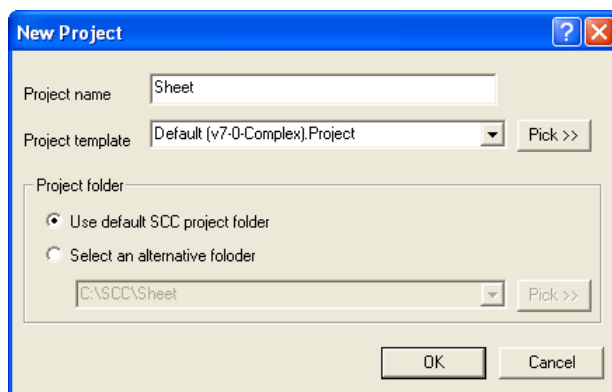 New Project
Project name Sheet
Project template Default (v7-0-Complex).Project Pick >>
Project folder
Use default SCC project folder
Select an alternative foloder
C:\SCC\Sheet Pick >>
OK Cancel